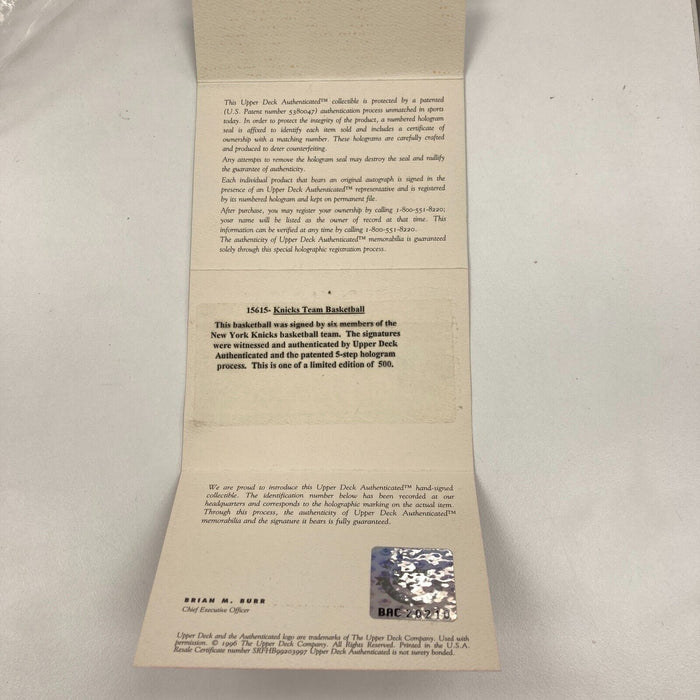 This Upper Deck Authenticated™ collectible is protected by a patented
(U.S. Patent number 5380047) authentication process unmatched in sports
today. In order to protect the integrity of the product, a numbered hologram
seal is affixed to identify each item sold and includes a certificate of
ownership with a matching number. These holograms are carefully crafted
and produced to deter counterfeiting.
Any attempts to remove the hologram seal may destroy the seal and nullify
the guarantee of authenticity.
Each individual product that bears an original autograph is signed in the
presence of an Upper Deck Authenticated™ representative and is registered
by its numbered hologram and kept on permanent file.
After purchase, you may register your ownership by calling 1-800-551-8220;
your name will be listed as the owner of record at that time. This
information can be verified at any time by calling 1-800-551-8220.
The authenticity of Upper Deck Authenticated™ memorabilia is guaranteed
solely through this special holographic registration process.
15615- Knicks Team Basketball
This basketball was signed by six members of the
New York Knicks basketball team. The signatures
were witnessed and authenticated by Upper Deck
Authenticated and the patented 5-step hologram
process. This is one of a limited edition of 500.
We are proud to introduce this Upper Deck Authenticated™ hand-signed
collectible. The identification number below has been recorded at our
headquarters and corresponds to the holographic marking on the actual item.
Through this process, the authenticity of Upper Deck Authenticated™
memorabilia and the signature it bears is fully guaranteed.
BRIAN M. BURR
Chief Executive Officer
BAC
Upper Deck and the Authenticated logo are trademarks of The Upper Deck Company. Used with
permission. © 1996 The Upper Deck Company. All Rights Reserved. Printed in the U.S.A.
Resale Certificate number SRFHB99203997 Upper Deck Authenticated is not surety bonded.